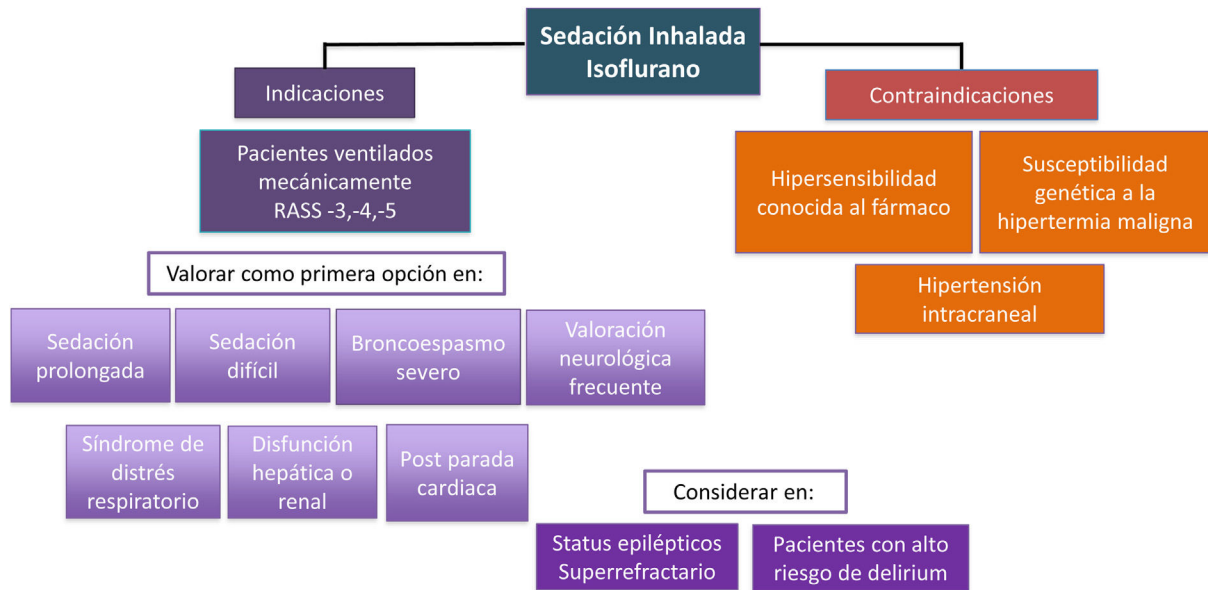 Sedación Inhalada
Isoflurano
Indicaciones
Pacientes ventilados
mecánicamente
RASS -3,-4,-5
Valorar como primera opción en:
Sedación
prolongada
Sedación
difícil
Broncoespasmo
severo
Valoración
neurológica
frecuente
Síndrome de
distrés
respiratorio
Disfunción
hepática o
renal
Post parada
cardiaca
Considerar en:
Status epilépticos
Superrefractario
Pacientes con alto
riesgo de delirium
Contraindicaciones
Hipersensibilidad
conocida al fármaco
Susceptibilidad
genética a la
hipertermia maligna
Hipertensión
intracraneal